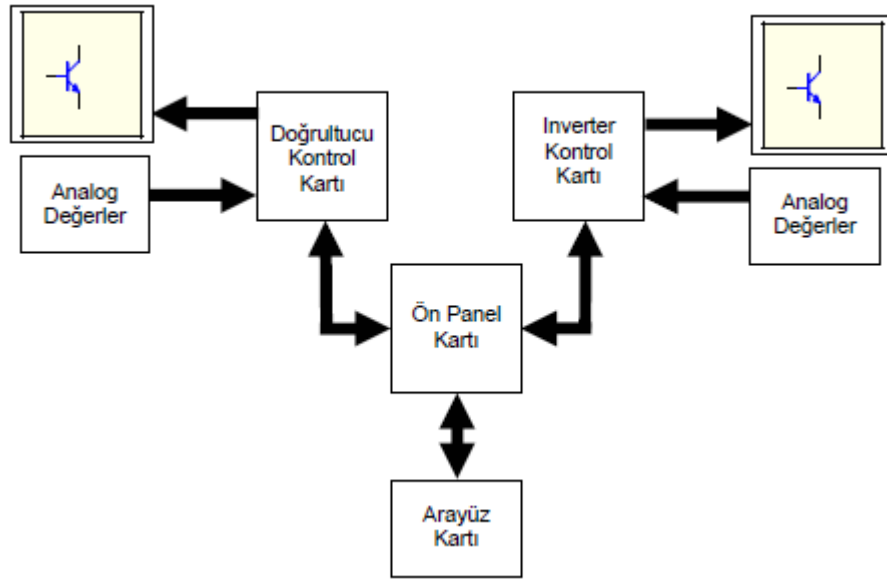 Doğrultucu
Kontrol
Kartı
Inverter
Kontrol
Kartı
Analog
Değerler
Analog
Değerler
Ön Panel
Kartı
Arayüz
Kartı